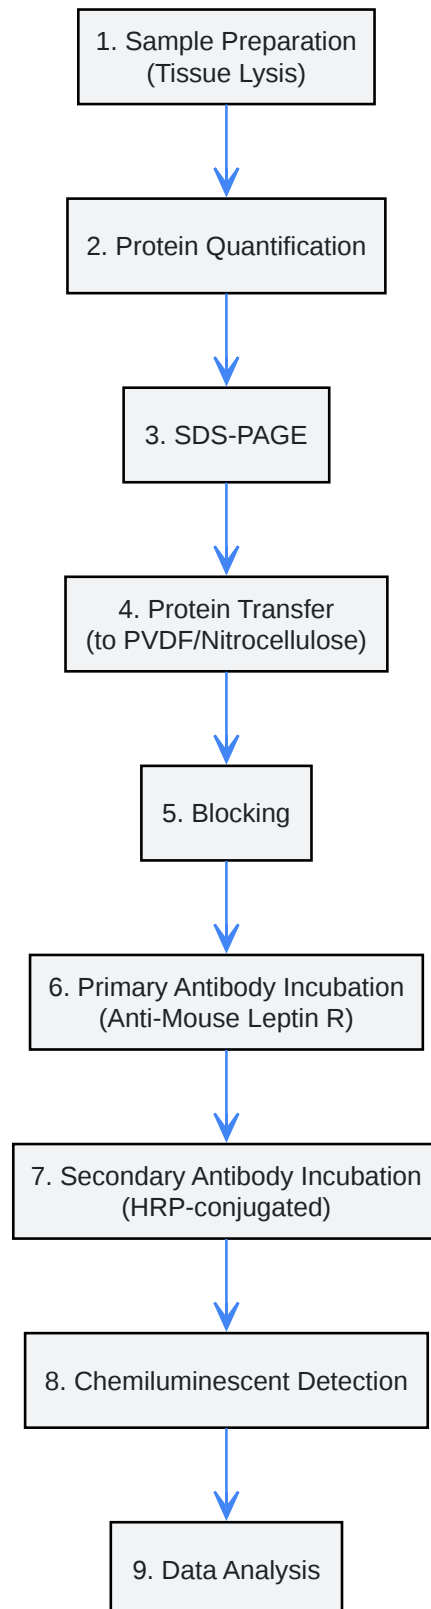 1. Sample Preparation
(Tissue Lysis)
2. Protein Quantification
3. SDS-PAGE
4. Protein Transfer
(to PVDF/Nitrocellulose)
5. Blocking
6. Primary Antibody Incubation
(Anti-Mouse Leptin R)
7. Secondary Antibody Incubation
(HRP-conjugated)
8. Chemiluminescent Detection
9. Data Analysis